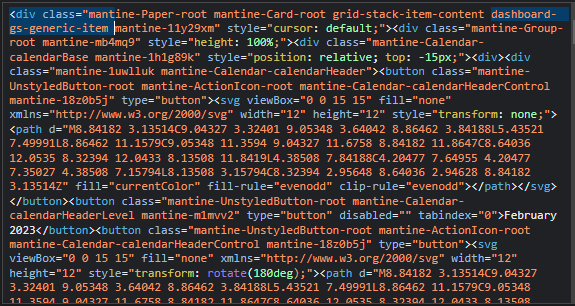 <div class="mantine-Paper-root mantine-Card-root grid-stack-item-content dashboard-
gs-generic-item mantine-11y29xm" style="cursor: default;"><div class="mantine-Group-
root mantine-mb4mq9" style="height: 100%;"><div class="mantine-Calendar-
calendarBase mantine-1h1g89k" style="position: relative; top: -15px;"><div><div
class="mantine-1uwlluk mantine-Calendar-calendarHeader"><button class="mantine-
UnstyledButton-root mantine-ActionIcon-root mantine-Calendar-calendarHeaderControl
mantine-18z0b5j" type="button"><svg viewBox="0 0 15 15" fill="none"
xmlns="http://www.w3.org/2000/svg" width="12" height="12" style="transform: none;">
<path d="M8.84182 3.13514C9.04327 3.32401 9.05348 3.64042 8.86462 3.84188L5.43521
7.49991L8.86462 11.1579C9.05348 11.3594 9.04327 11.6758 8.84182 11.8647C8.64036
12.0535 8.32394 12.0433 8.13508 11.8419L4.38508 7.84188C4.20477 7.64955 4.20477
7.35027 4.38508 7.15794L8.13508 3.15794C8.32394 2.95648 8.64036 2.94628 8.84182
3.13514Z" fill="currentColor" fill-rule="evenodd" clip-rule="evenodd"></path></svg>
</button><button class="mantine-UnstyledButton-root mantine-Calendar-
calendarHeaderLevel mantine-m1mvv2" type="button" disabled="" tabindex="0">February
2023</button><button class="mantine-UnstyledButton-root mantine-ActionIcon-root
mantine-Calendar-calendarHeaderControl mantine-18z0b5j" type="button"><svg
viewBox="0 0 15 15" fill="none" xmlns="http://www.w3.org/2000/svg" width="12"
height="12" style="transform: rotate(180deg);"><path d="M8.84182 3.13514C9.04327
3.32401 9.05348 3.64042 8.86462 3.84188L5.43521 7.49991L8.86462 11.1579C9.05348
11.3594 9.04327 11.6758 8.84182 11.8647C8.64036 12.0535 8.32394 12.0433 8.13508